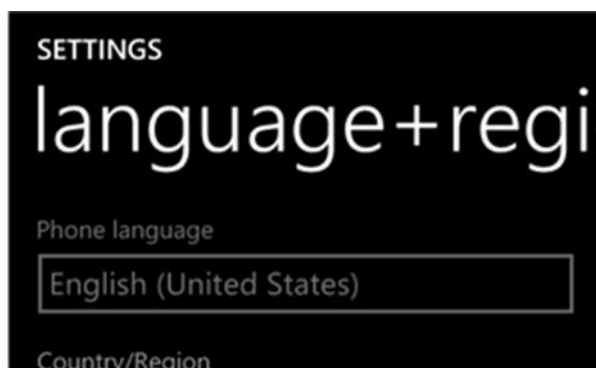 SETTINGS
language+regi
Phone language
English (United States)
Country/Region